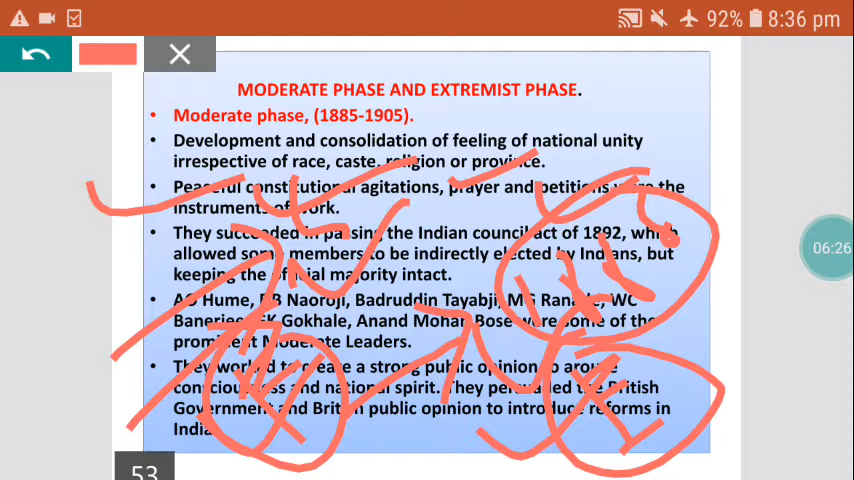 92% 8:36 pm
MODERATE PHASE AND EXTREMIST PHASE.
• Moderate phase, (1885-1905).
• Development and consolidation of feeling of national unity
irrespective of race, caste, religion or province.
• Peaceful constitutional agitations, prayer and petitions were the
instruments of work.
• They succeeded in passing the Indian council act of 1892, which
allowed some members to be indirectly elected by Indians, but
keeping the official majority intact.
06:26
• AO Hume, DB Naoroji, Badruddin Tayabji, MG Ranade, WC
Banerjee, GK Gokhale, Anand Mohan Bose were some of the
prominent Moderate Leaders.
• They worked to create a strong public opinion to arouse
consciousness and national spirit. They persuaded the British
Government and British public opinion to introduce reforms in
India
53